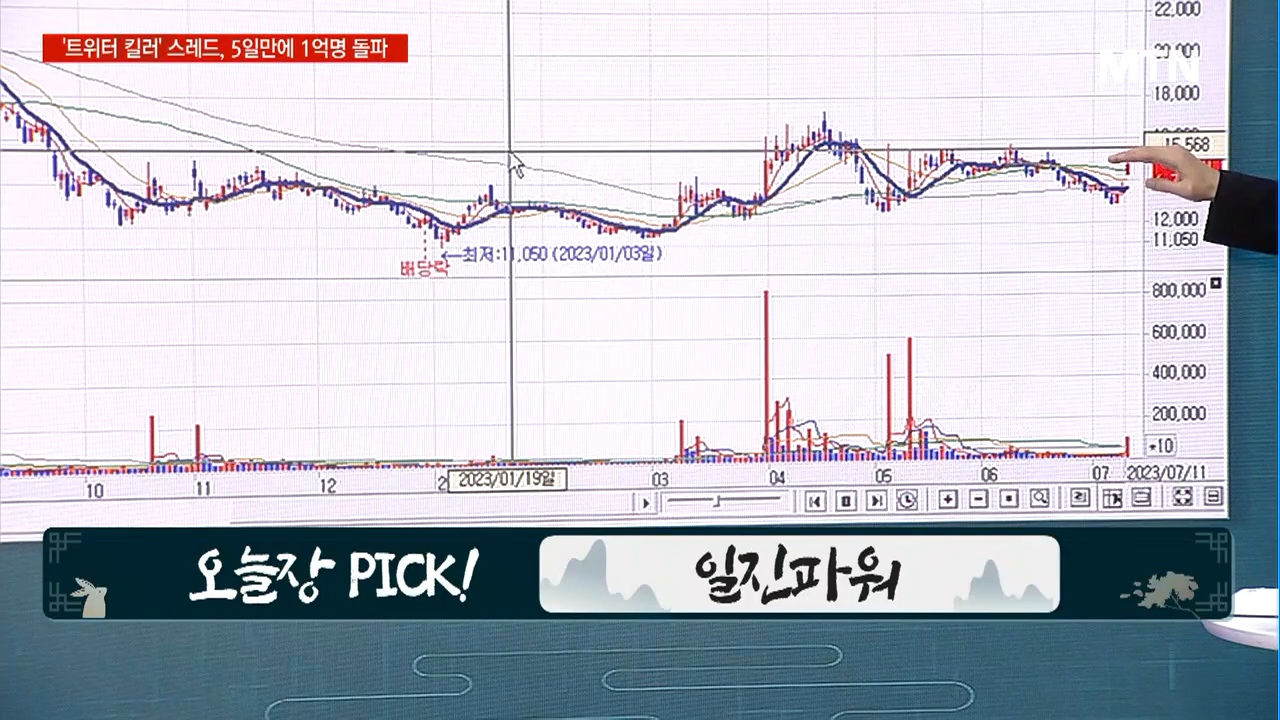 22,000
'트위터 킬러' 스레드, 5일만에 1억명 돌파
20,000
MTN
18,000
15,568
12,000
11,050
←최저:11,050 (2023/01/03일)
배당락
800,000
600,000
400,000
200,000
*10
10 11 12 2023/01/19일 03 04 05 06 07 2023/07/11
오늘장 PICK!
일진파워